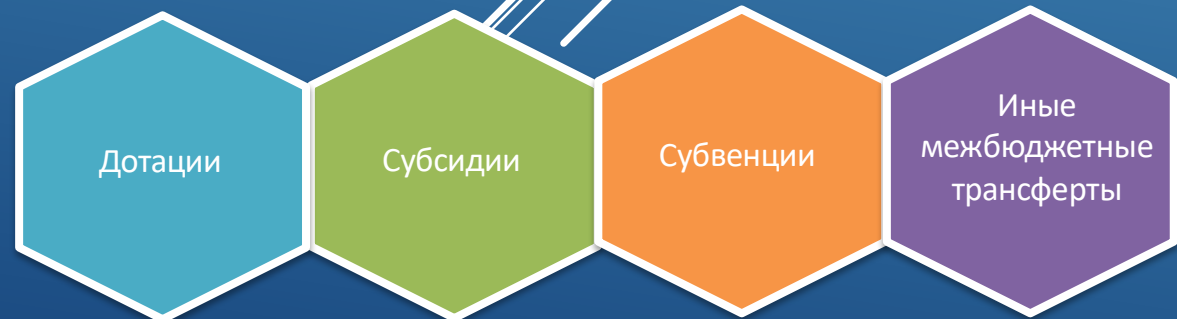 Дотации
Субсидии
Субвенции
Иные
межбюджетные
трансферты